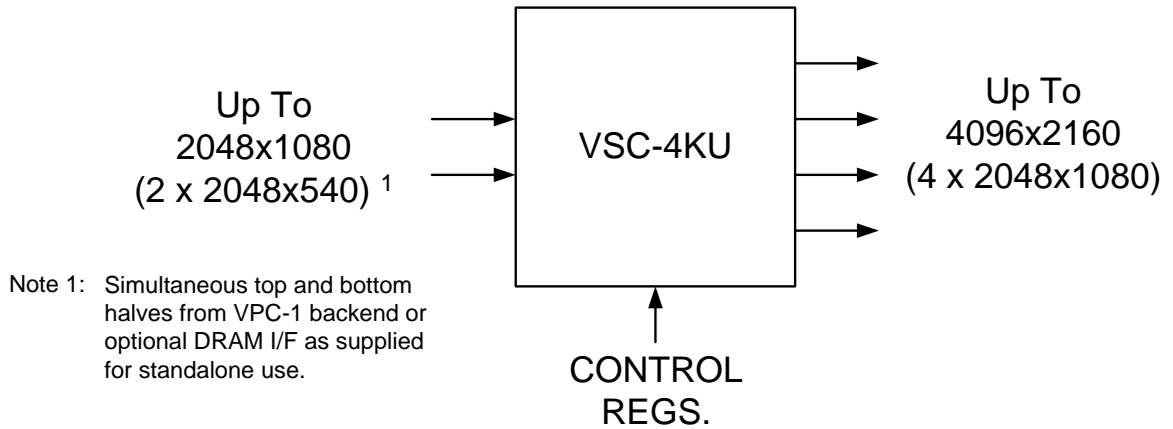 Up To
2048x1080
(2 x 2048x540) 1
VSC-4KU
Up To
4096x2160
(4 x 2048x1080)
Note 1: Simultaneous top and bottom
halves from VPC-1 backend or
optional DRAM I/F as supplied
for standalone use.
CONTROL
REGS.